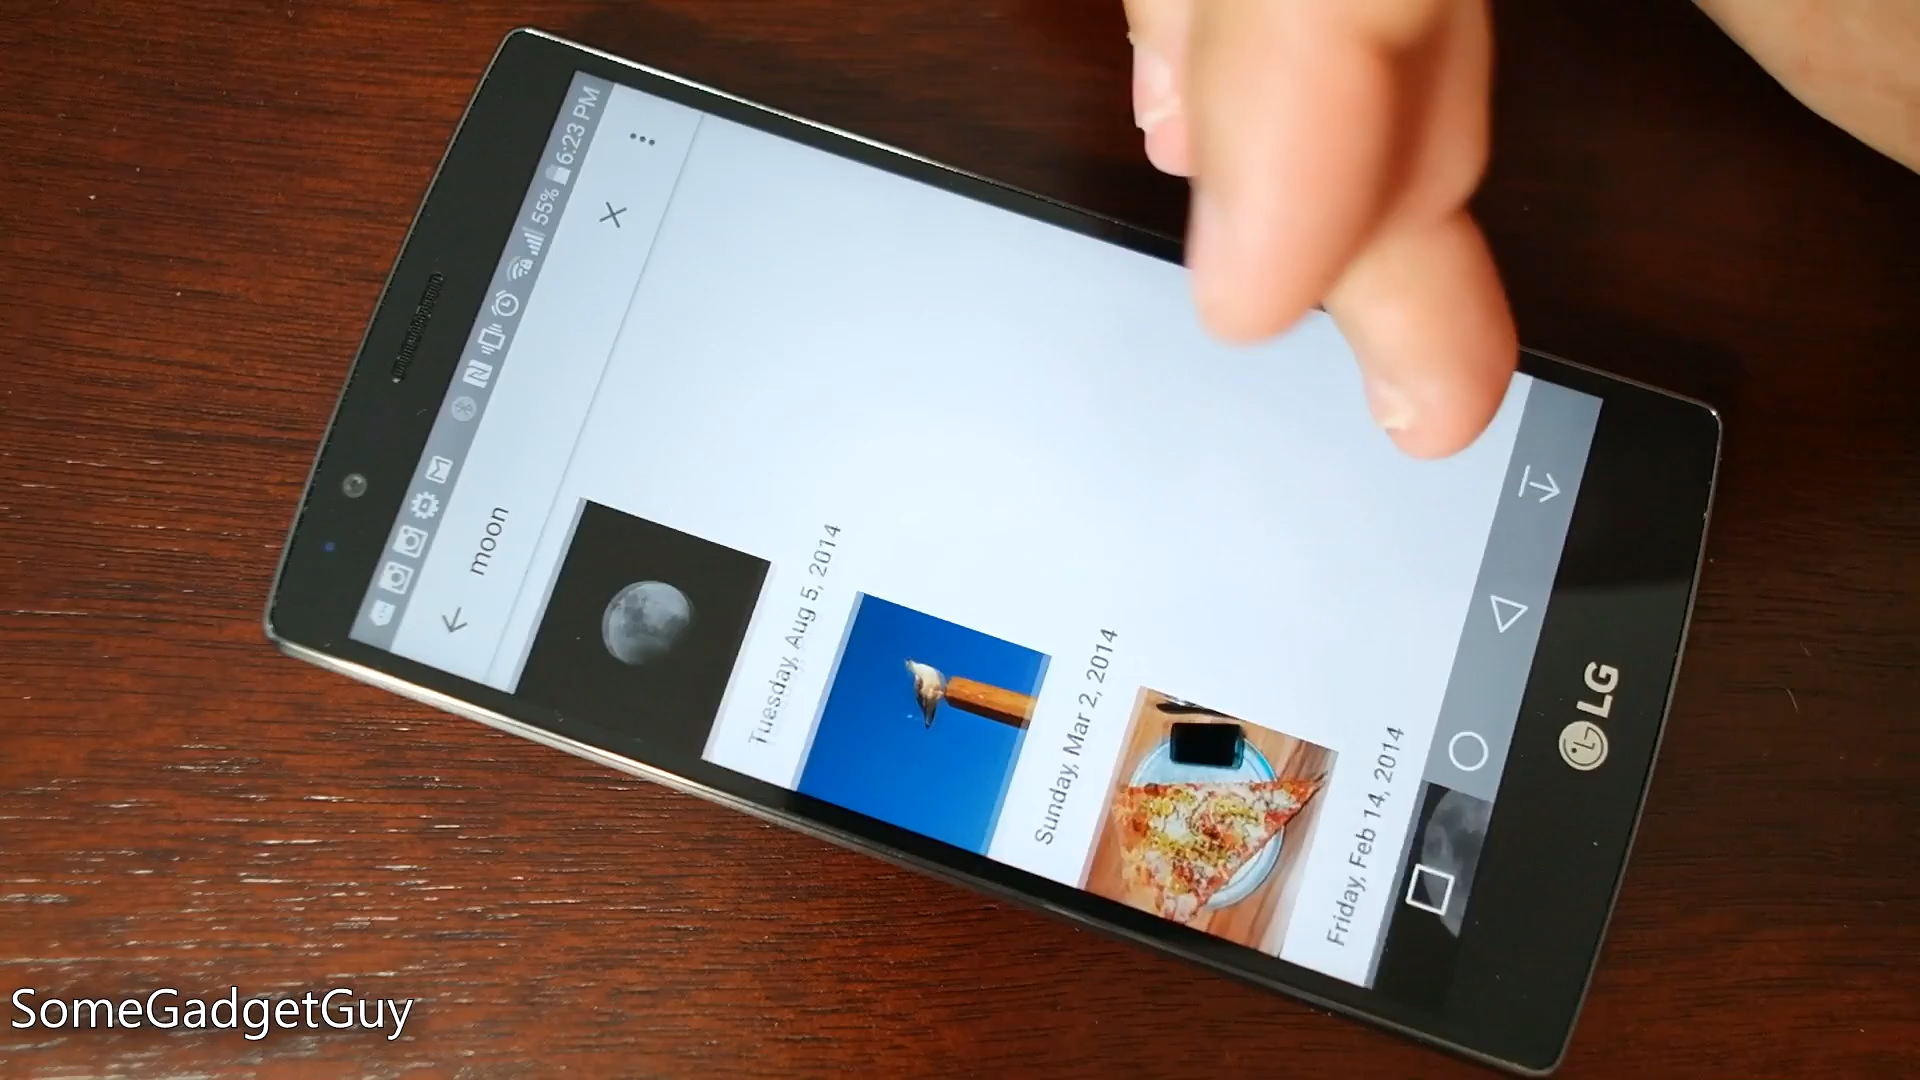 55% 6:23 PM
moon
Tuesday, Aug 5, 2014
Sunday, Mar 2, 2014
Friday, Feb 14, 2014
LG
SomeGadgetGuy